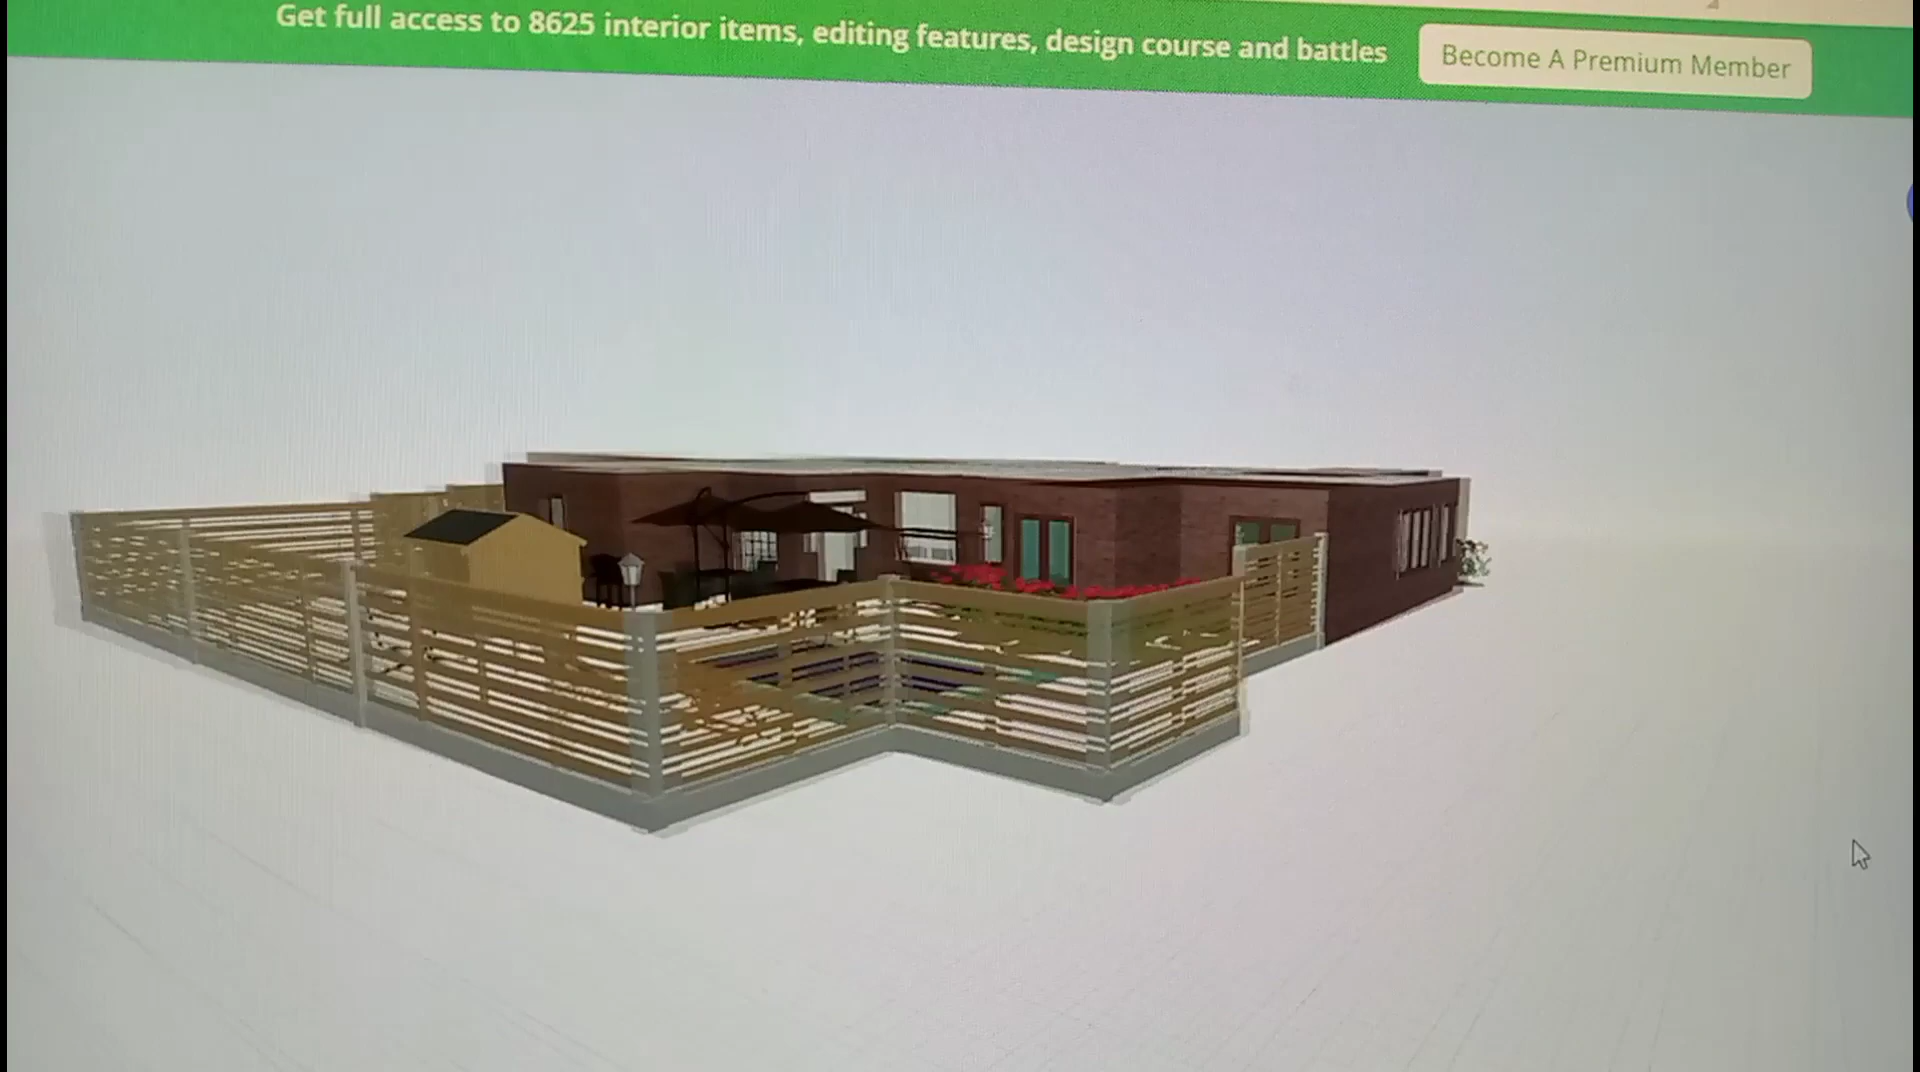 Get full access to 8625 interior items, editing features, design course and battles
Become A Premium Member